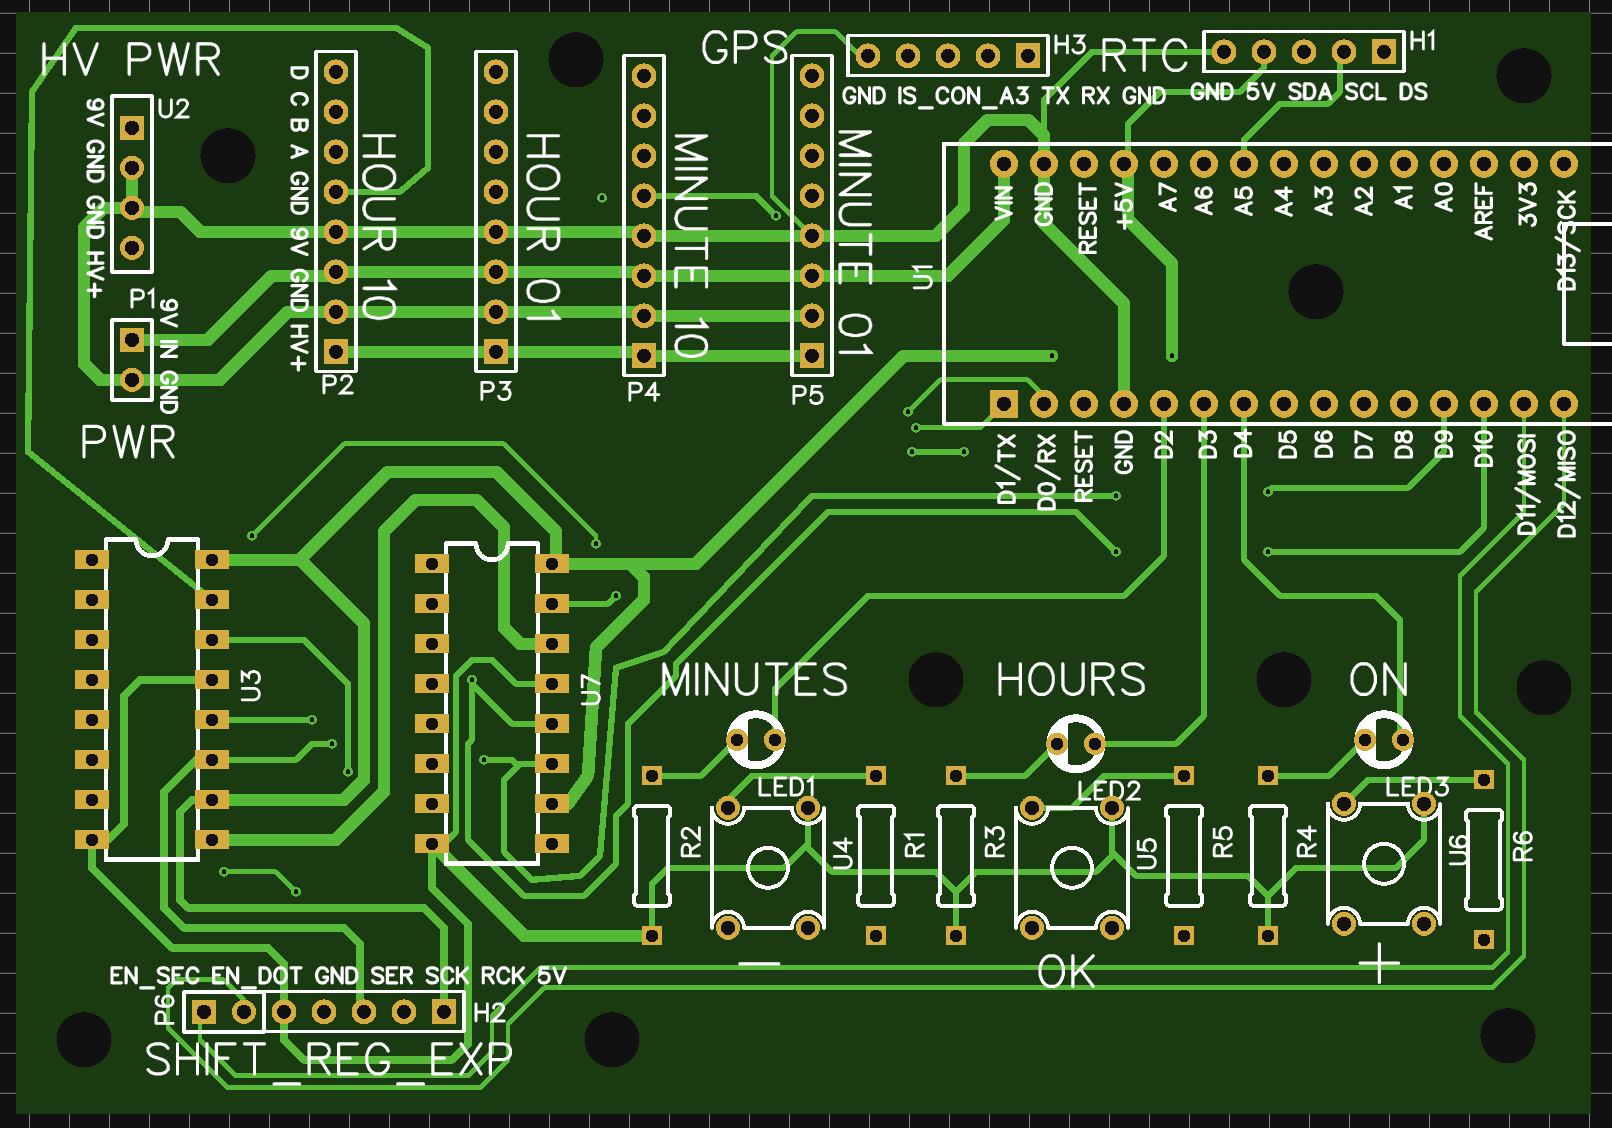 HV PWR
GPS
H3
RTC
H1
GND IS_CON_A3 TX RX GND
GND 5V SDA SCL DS
U2
9V GND GND HV+
D C B A GND 9V GND HV+
HOUR 10
HOUR 01
MINUTE 10
MINUTE 01
U1
VIN
GND
RESET
+5V
A7
A6
A5
A4
A3
A2
A1
A0
AREF
3V3
D13/SCK
P1
9V IN GND
PWR
P2
P3
P4
P5
D1/TX
D0/RX
RESET
GND
D2
D3
D4
D5
D6
D7
D8
D9
D10
D11/MOSI
D12/MISO
U3
U7
MINUTES
HOURS
ON
LED1
LED2
LED3
R2
U4
R1
R3
U5
R5
R4
U6
R6
—
OK
+
EN_SEC EN_DOT GND SER SCK RCK 5V
P6
H2
SHIFT_REG_EXP